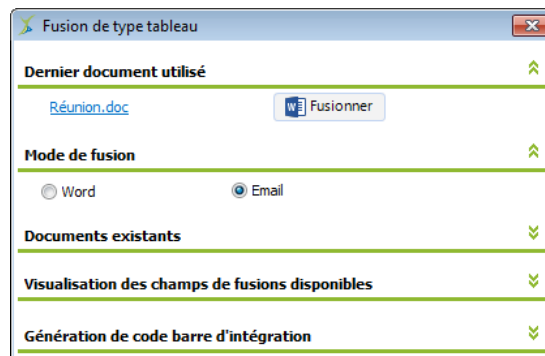 Fusion de type tableau
Dernier document utilisé
Réunion.doc
Fusionner
Mode de fusion
Word
Email
Documents existants
Visualisation des champs de fusions disponibles
Génération de code barre d'intégration